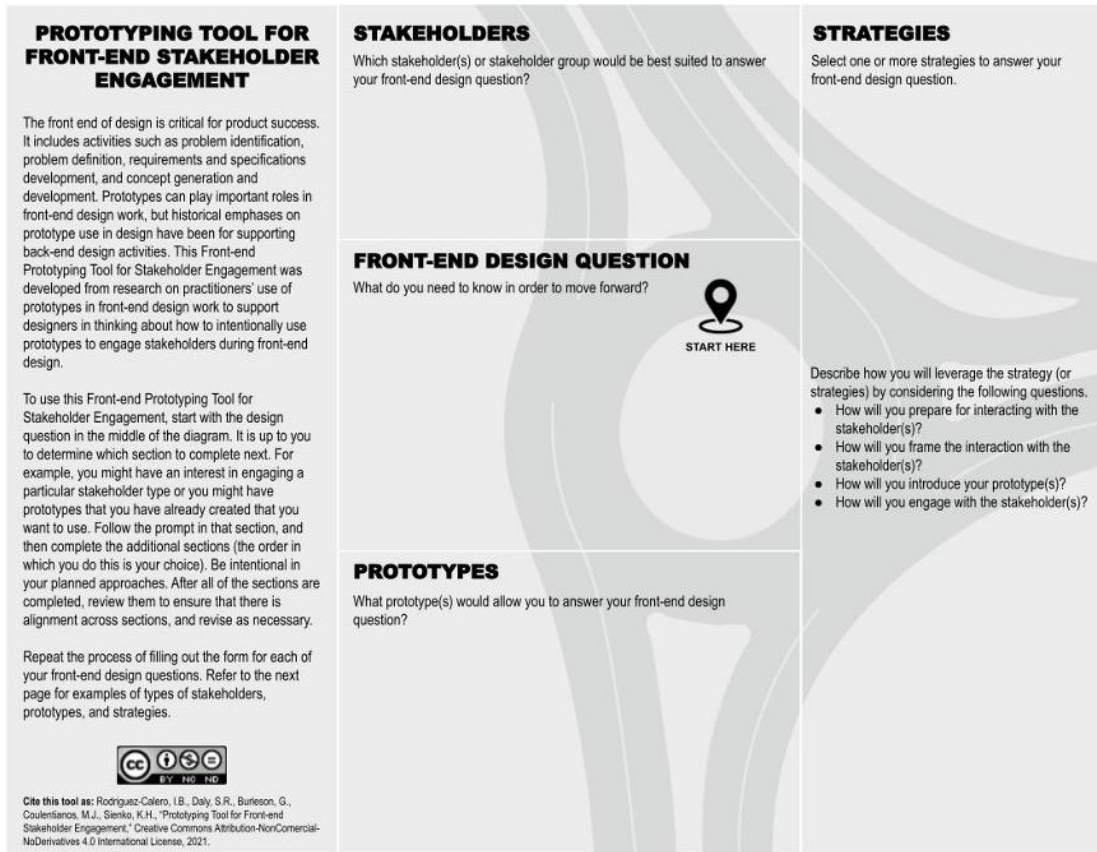 PROTOTYPING TOOL FOR
FRONT-END STAKEHOLDER
ENGAGEMENT
The front end of design is critical for product success.
It includes activities such as problem identification,
problem definition, requirements and specifications
development, and concept generation and
development. Prototypes can play important roles in
front-end design work, but historical emphases on
prototype use in design have been for supporting
back-end design activities. This Front-end
Prototyping Tool for Stakeholder Engagement was
developed from research on practitioners' use of
prototypes in front-end design work to support
designers in thinking about how to intentionally use
prototypes to engage stakeholders during front-end
design.
To use this Front-end Prototyping Tool for
Stakeholder Engagement, start with the design
question in the middle of the diagram. It is up to you
to determine which section to complete next. For
example, you might have an interest in engaging a
particular stakeholder type or you might have
prototypes that you have already created that you
want to use. Follow the prompt in that section, and
then complete the additional sections (the order in
which you do this is your choice). Be intentional in
your planned approaches. After all of the sections are
completed, review them to ensure that there is
alignment across sections, and revise as necessary.
Repeat the process of filling out the form for each of
your front-end design questions. Refer to the next
page for examples of types of stakeholders,
prototypes, and strategies.
cc
BY NC ND
Cite this tool as: Rodriguez-Calero, I.B., Daly, S.R., Burleson, G.,
Coulentianos, M.J., Sienko, K.H., "Prototyping Tool for Front-end
Stakeholder Engagement," Creative Commons Attribution-NonComercial-
NoDerivatives 4.0 International License, 2021.
STAKEHOLDERS
Which stakeholder(s) or stakeholder group would be best suited to answer
your front-end design question?
FRONT-END DESIGN QUESTION
What do you need to know in order to move forward?
START HERE
PROTOTYPES
What prototype(s) would allow you to answer your front-end design
question?
STRATEGIES
Select one or more strategies to answer your
front-end design question.
Describe how you will leverage the strategy (or
strategies) by considering the following questions.
● How will you prepare for interacting with the
stakeholder(s)?
● How will you frame the interaction with the
stakeholder(s)?
● How will you introduce your prototype(s)?
● How will you engage with the stakeholder(s)?